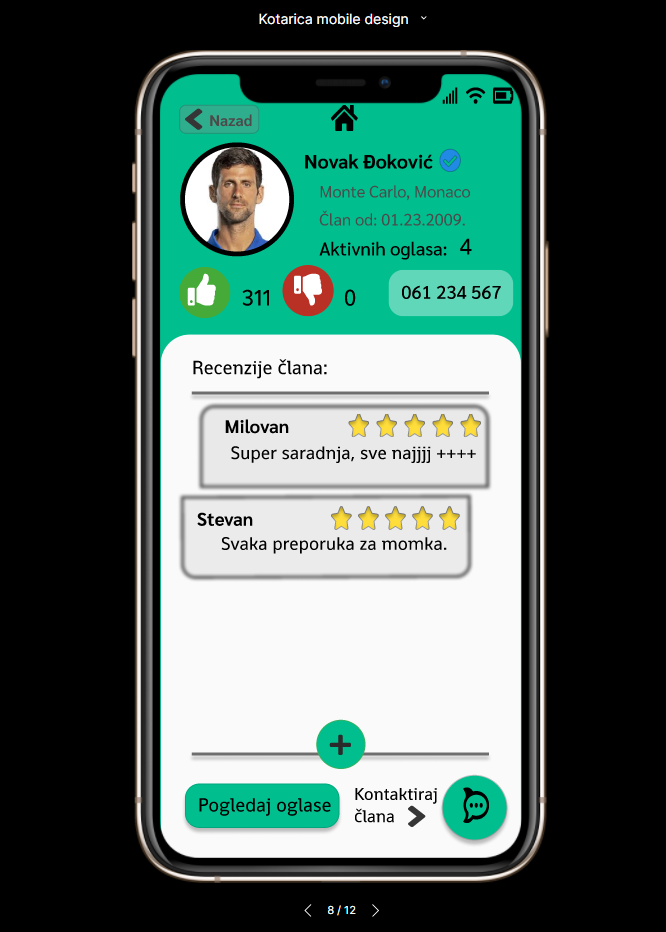 Kotarica mobile design
Nazad
Novak Đoković
Monte Carlo, Monaco
Član od: 01.23.2009.
Aktivnih oglasa: 4
311 0 061 234 567
Recenzije člana:
Milovan
Super saradnja, sve najjjj ++++
Stevan
Svaka preporuka za momka.
Pogledaj oglase
Kontaktiraj
člana
8 / 12